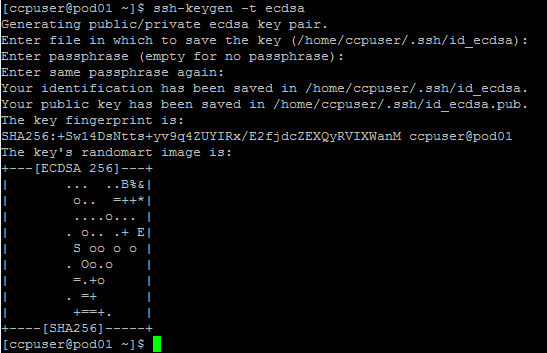 [ccpuser@pod01 ~]$ ssh-keygen -t ecdsa
Generating public/private ecdsa key pair.
Enter file in which to save the key (/home/ccpuser/.ssh/id_ecdsa):
Enter passphrase (empty for no passphrase):
Enter same passphrase again:
Your identification has been saved in /home/ccpuser/.ssh/id_ecdsa.
Your public key has been saved in /home/ccpuser/.ssh/id_ecdsa.pub.
The key fingerprint is:
SHA256:+Sw14DsNtts+yv9q4ZUYIRx/E2fjdcZEXQyRVIXWanM ccpuser@pod01
The key's randomart image is:
+---[ECDSA 256]---+
|       ...  ..B%&|
|        o..  =++*|
|        ....o... |
|       . o.. .+ E|
|        S oo o o |
|       . Oo.o    |
|        =.+o     |
|       . =+      |
|        +==+.    |
+----[SHA256]-----+
[ccpuser@pod01 ~]$